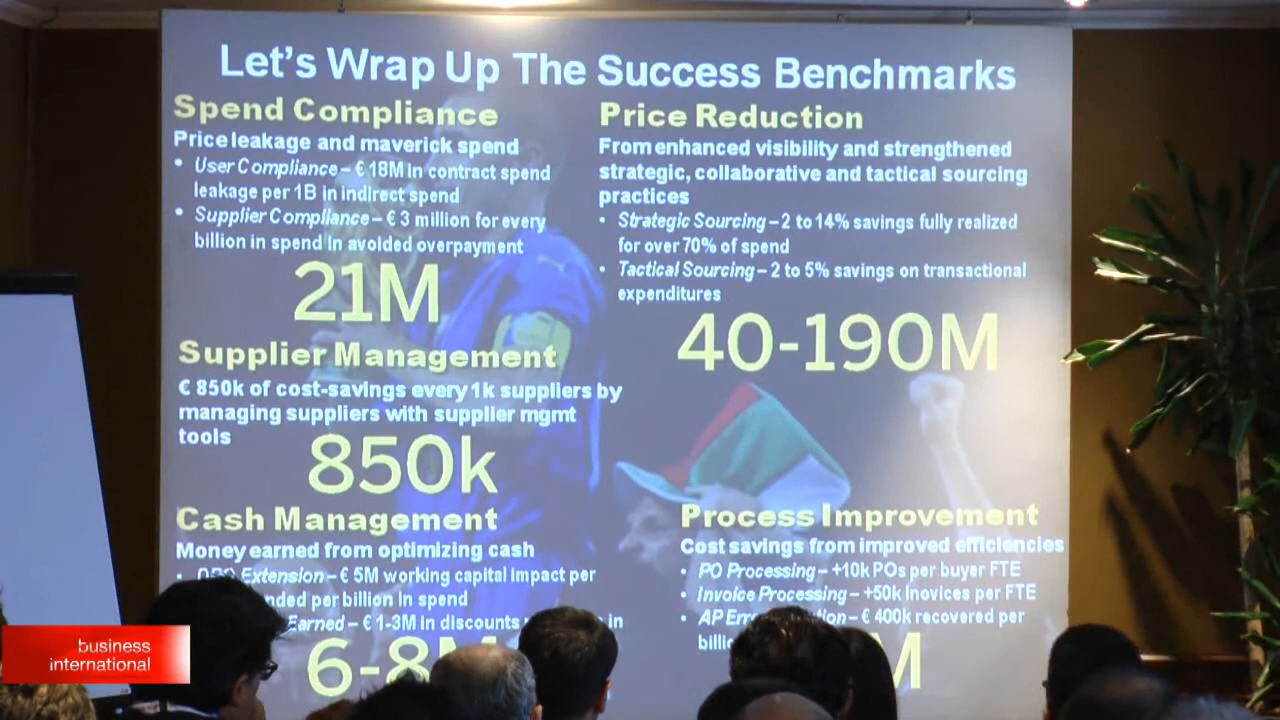 Let's Wrap Up The Success Benchmarks
Spend Compliance
Price leakage and maverick spend
• User Compliance – € 18M in contract spend
leakage per 1B in indirect spend
• Supplier Compliance – € 3 million for every
billion in spend in avoided overpayment
21M
Supplier Management
€ 850k of cost-savings every 1k suppliers by
managing suppliers with supplier mgmt
tools
850k
Cash Management
Money earned from optimizing cash
• Extension – € 5M working capital impact per
per billion in spend
Earned – € 1-3M in discounts in
6-8M
Price Reduction
From enhanced visibility and strengthened
strategic, collaborative and tactical sourcing
practices
• Strategic Sourcing – 2 to 14% savings fully realized
for over 70% of spend
• Tactical Sourcing – 2 to 5% savings on transactional
expenditures
40-190M
Process Improvement
Cost savings from improved efficiencies
• PO Processing – +10k POs per buyer FTE
• Invoice Processing – +50k Inovices per FTE
• AP – € 400k recovered per
M
business
international